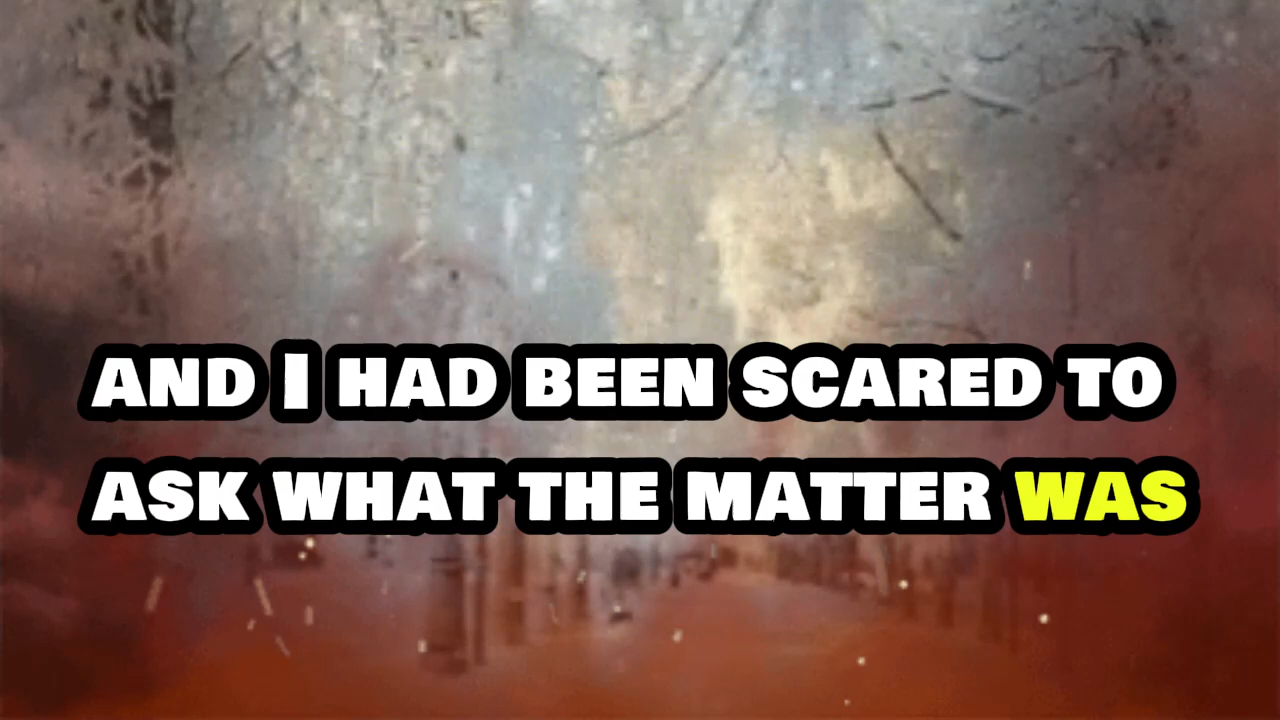 AND I HAD BEEN SCARED TO
ASK WHAT THE MATTER WAS